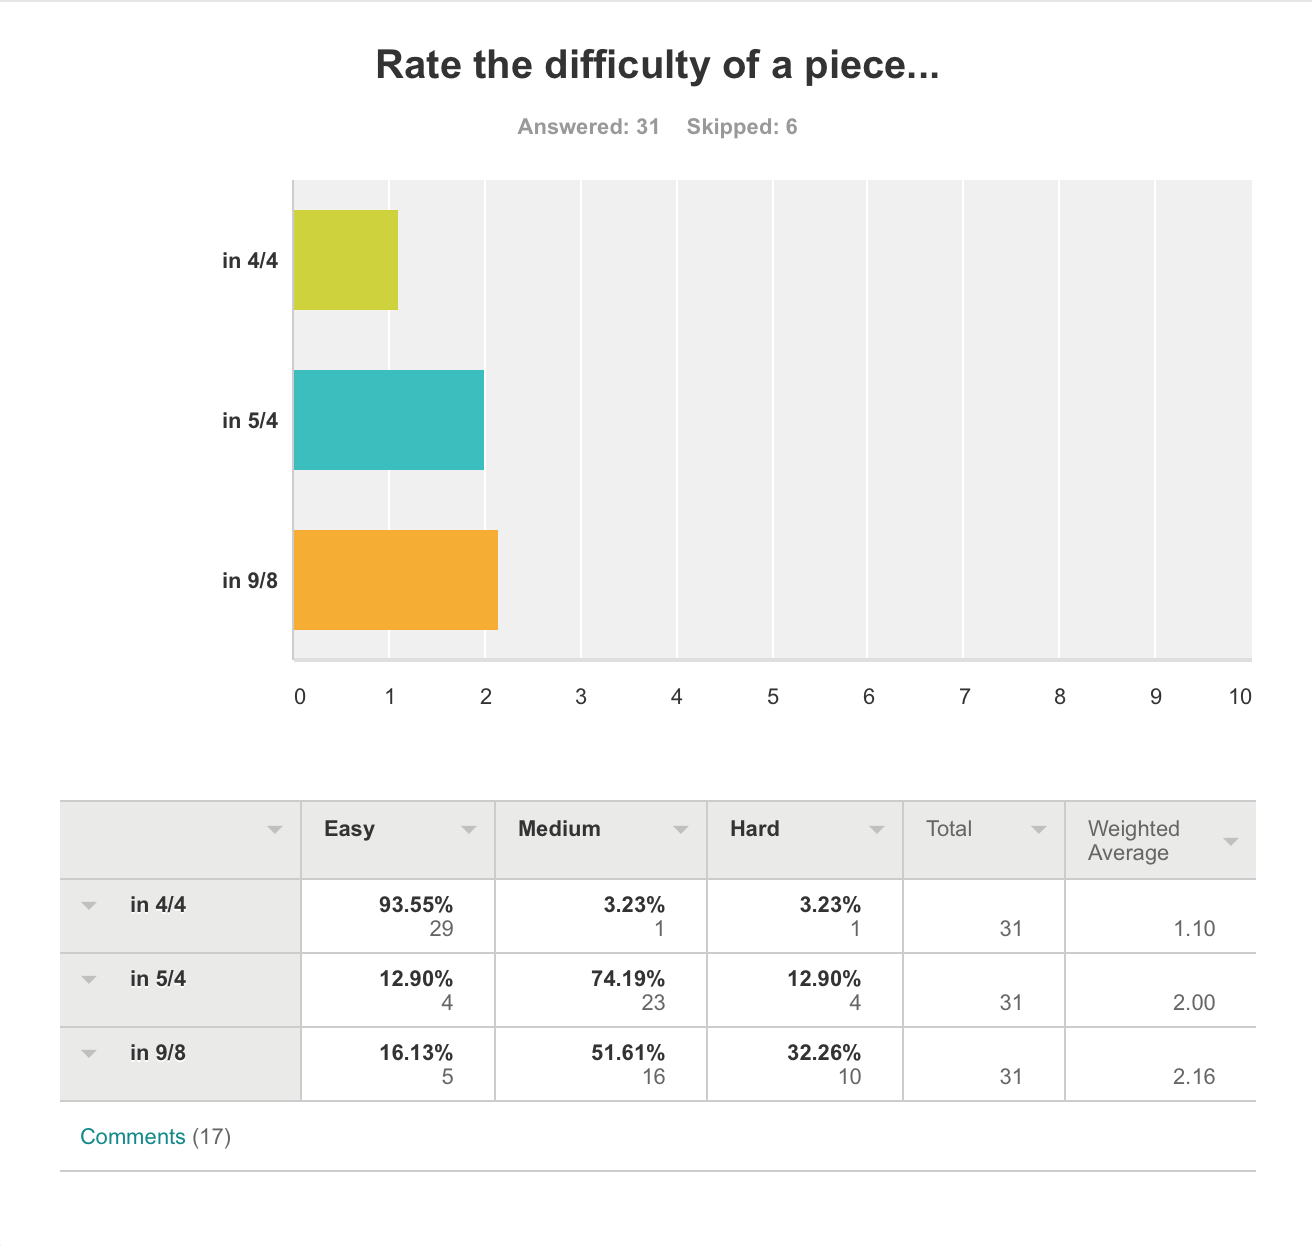 Rate the difficulty of a piece...
Answered: 31 Skipped: 6
in 4/4
in 5/4
in 9/8
0 1 2 3 4 5 6 7 8 9 10
Easy Medium Hard Total Weighted
Average
in 4/4 93.55% 3.23% 3.23%
29 1 1 31 1.10
in 5/4 12.90% 74.19% 12.90%
4 23 4 31 2.00
in 9/8 16.13% 51.61% 32.26%
5 16 10 31 2.16
Comments (17)